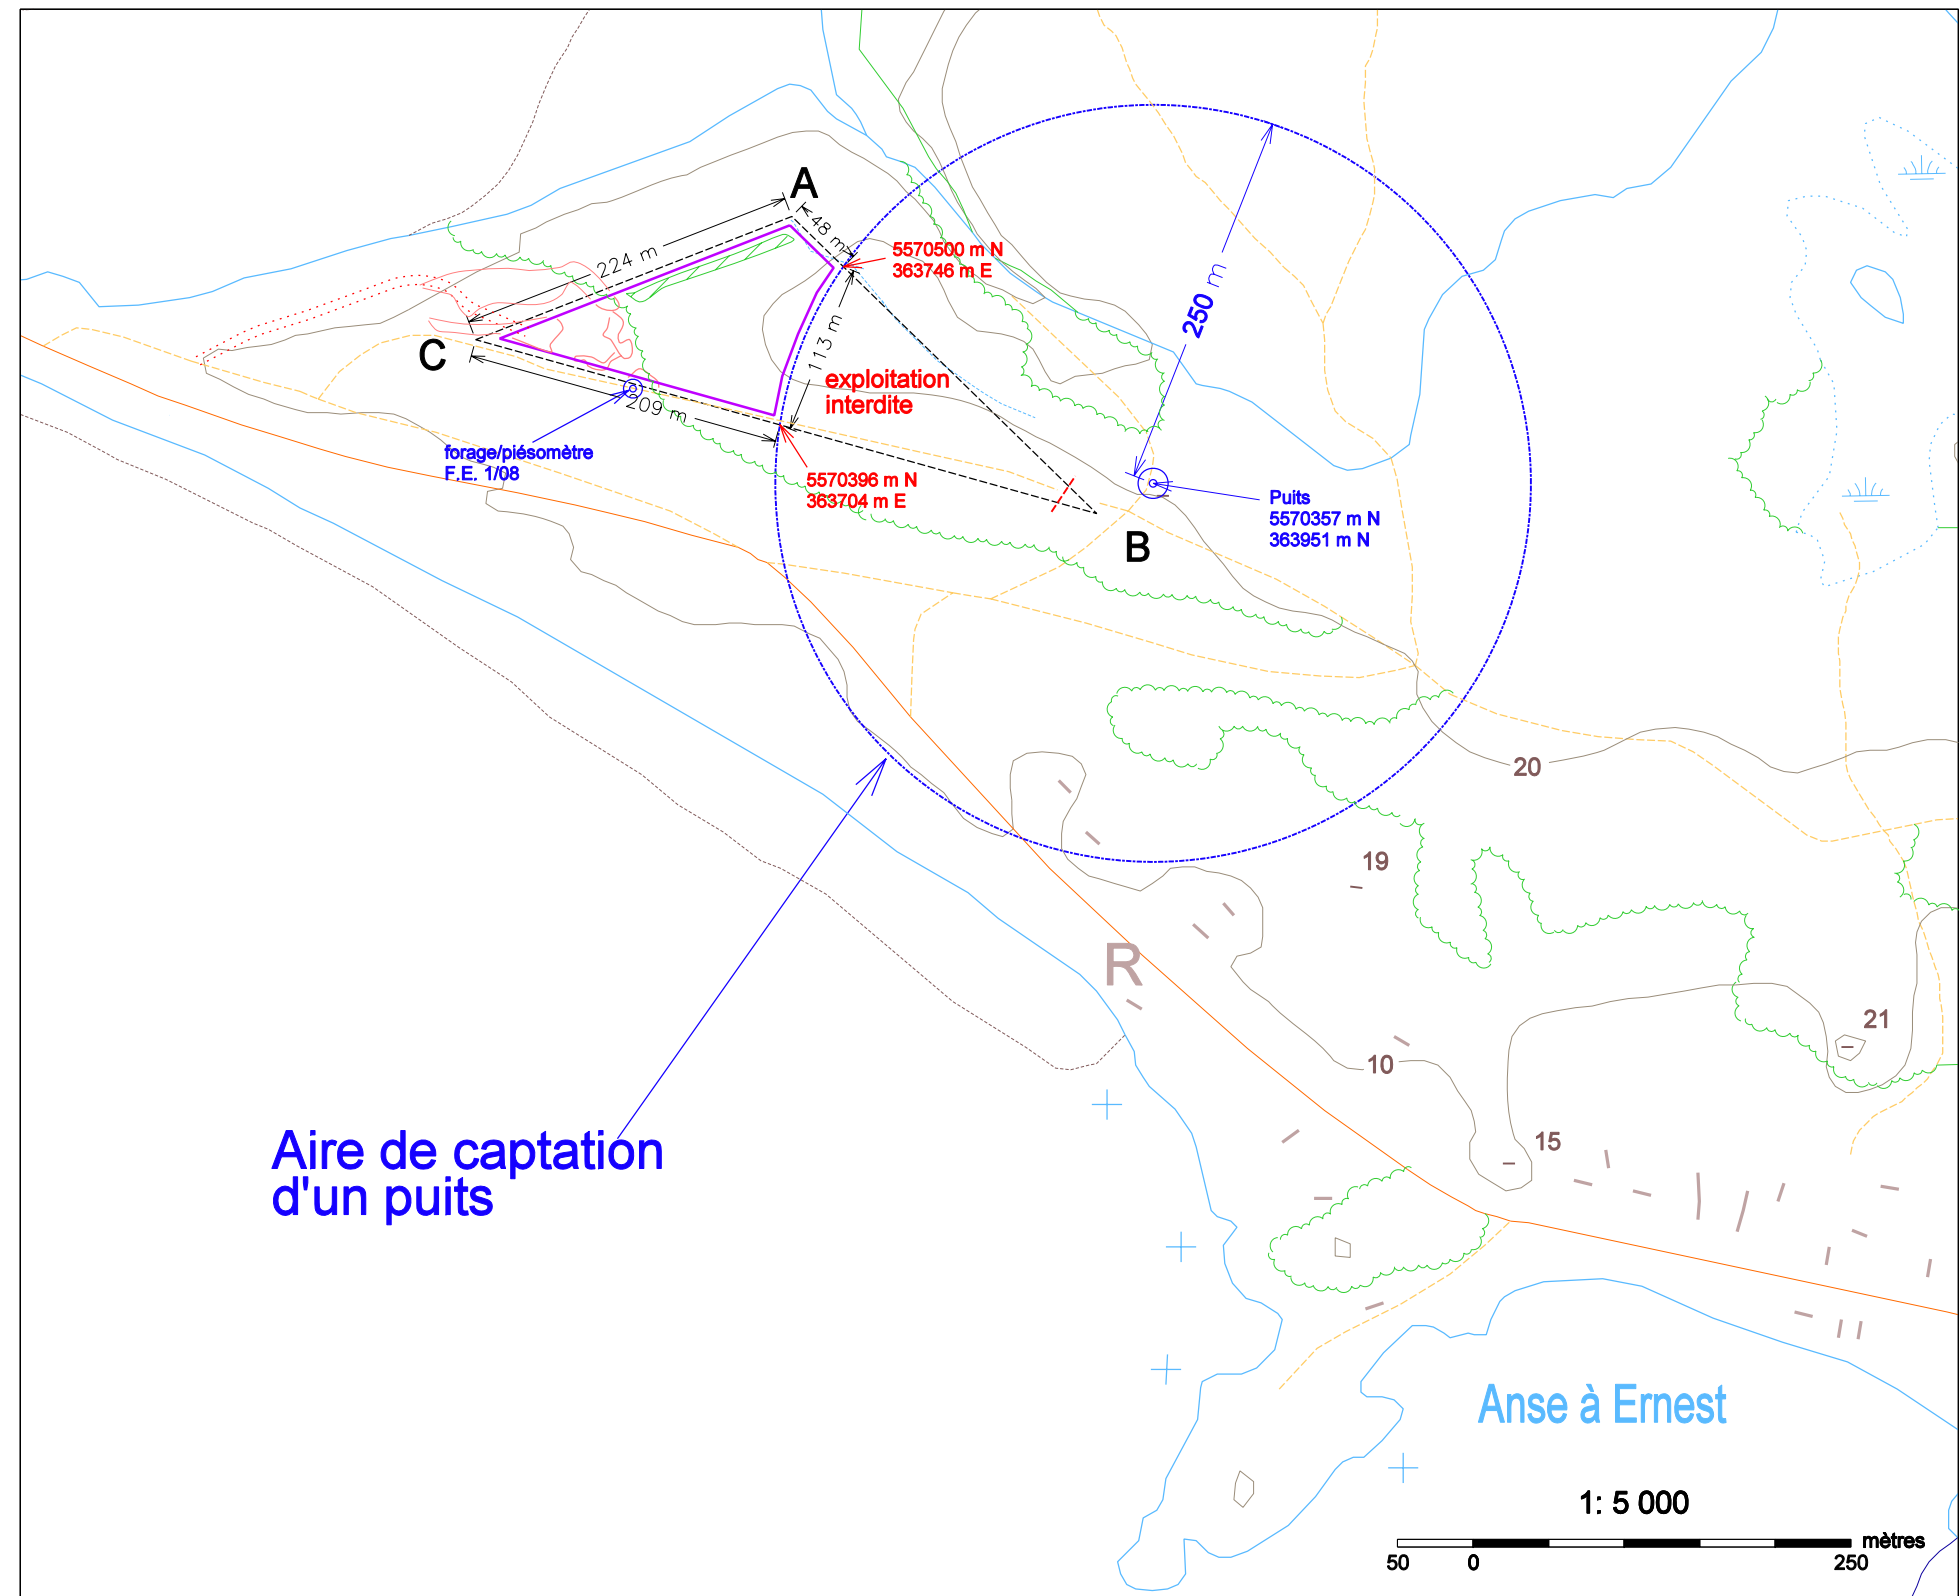 A
48 m
5570500 m N
363746 m E
224 m
250 m
C
113 m
exploitation
interdite
209 m
forage/piésomètre
F.E. 1/08
5570396 m N
363704 m E
Puits
5570357 m N
363951 m N
B
20
19
R
21
10
15
Aire de captation
d'un puits
Anse à Ernest
1: 5 000
mètres
50 0 250